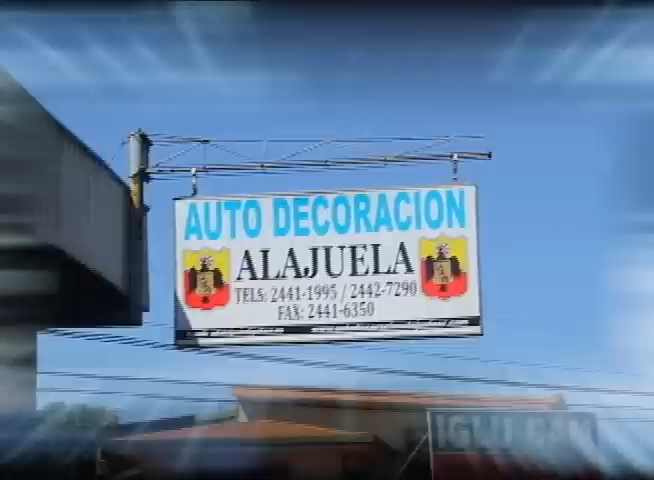 AUTO DECORACION
ALAJUELA
TELS: 2441-1995 / 2442-7290
FAX: 2441-6350